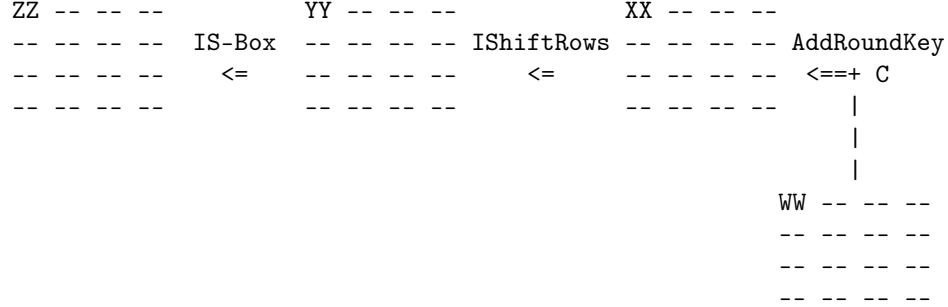 ZZ -- -- -- YY -- -- -- XX -- -- --
-- -- -- -- IS-Box -- -- -- -- IShiftRows -- -- -- -- AddRoundKey
-- -- -- -- <= -- -- -- -- <= -- -- -- -- <==+ C
-- -- -- -- -- -- -- -- -- -- -- -- |
|
|
WW -- -- --
-- -- -- --
-- -- -- --
-- -- -- --